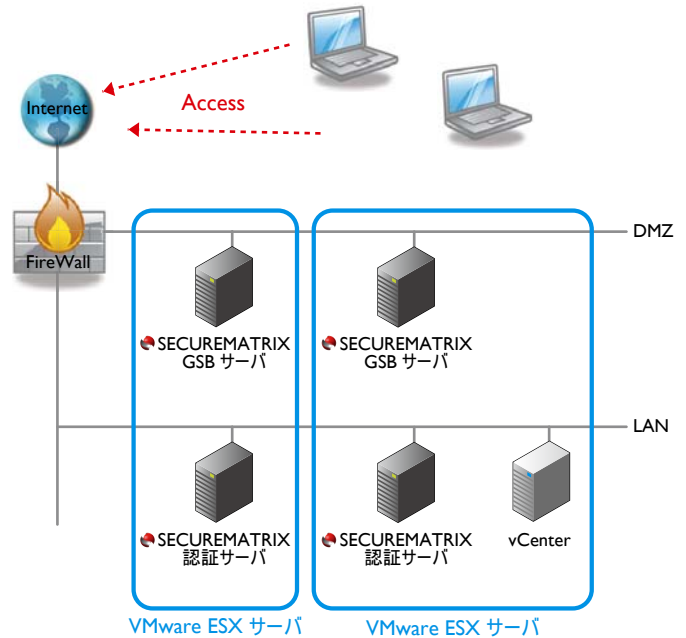 Internet
Access
FireWall
DMZ
SECUREMATRIX
GSB サーバ
SECUREMATRIX
GSB サーバ
LAN
SECUREMATRIX
認証サーバ
SECUREMATRIX
認証サーバ
vCenter
VMware ESX サーバ
VMware ESX サーバ